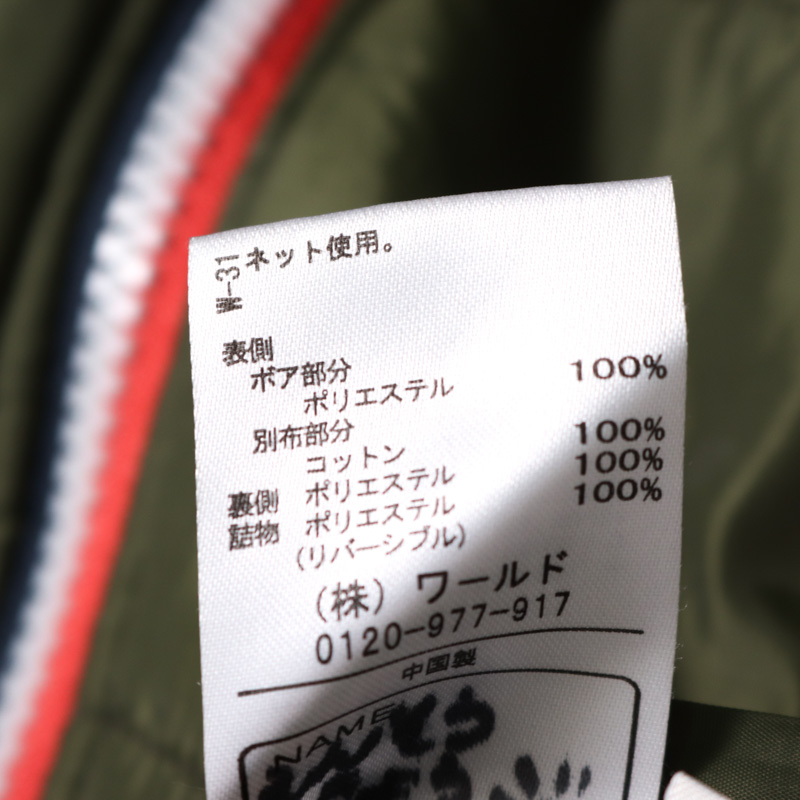 W-31
ネット使用。
表側
ボア部分
ポリエステル 100%
別布部分
コットン 100%
裏側 ポリエステル 100%
詰物 ポリエステル 100%
(リバーシブル)
(株) ワールド
0120-977-917
中国製
NAME